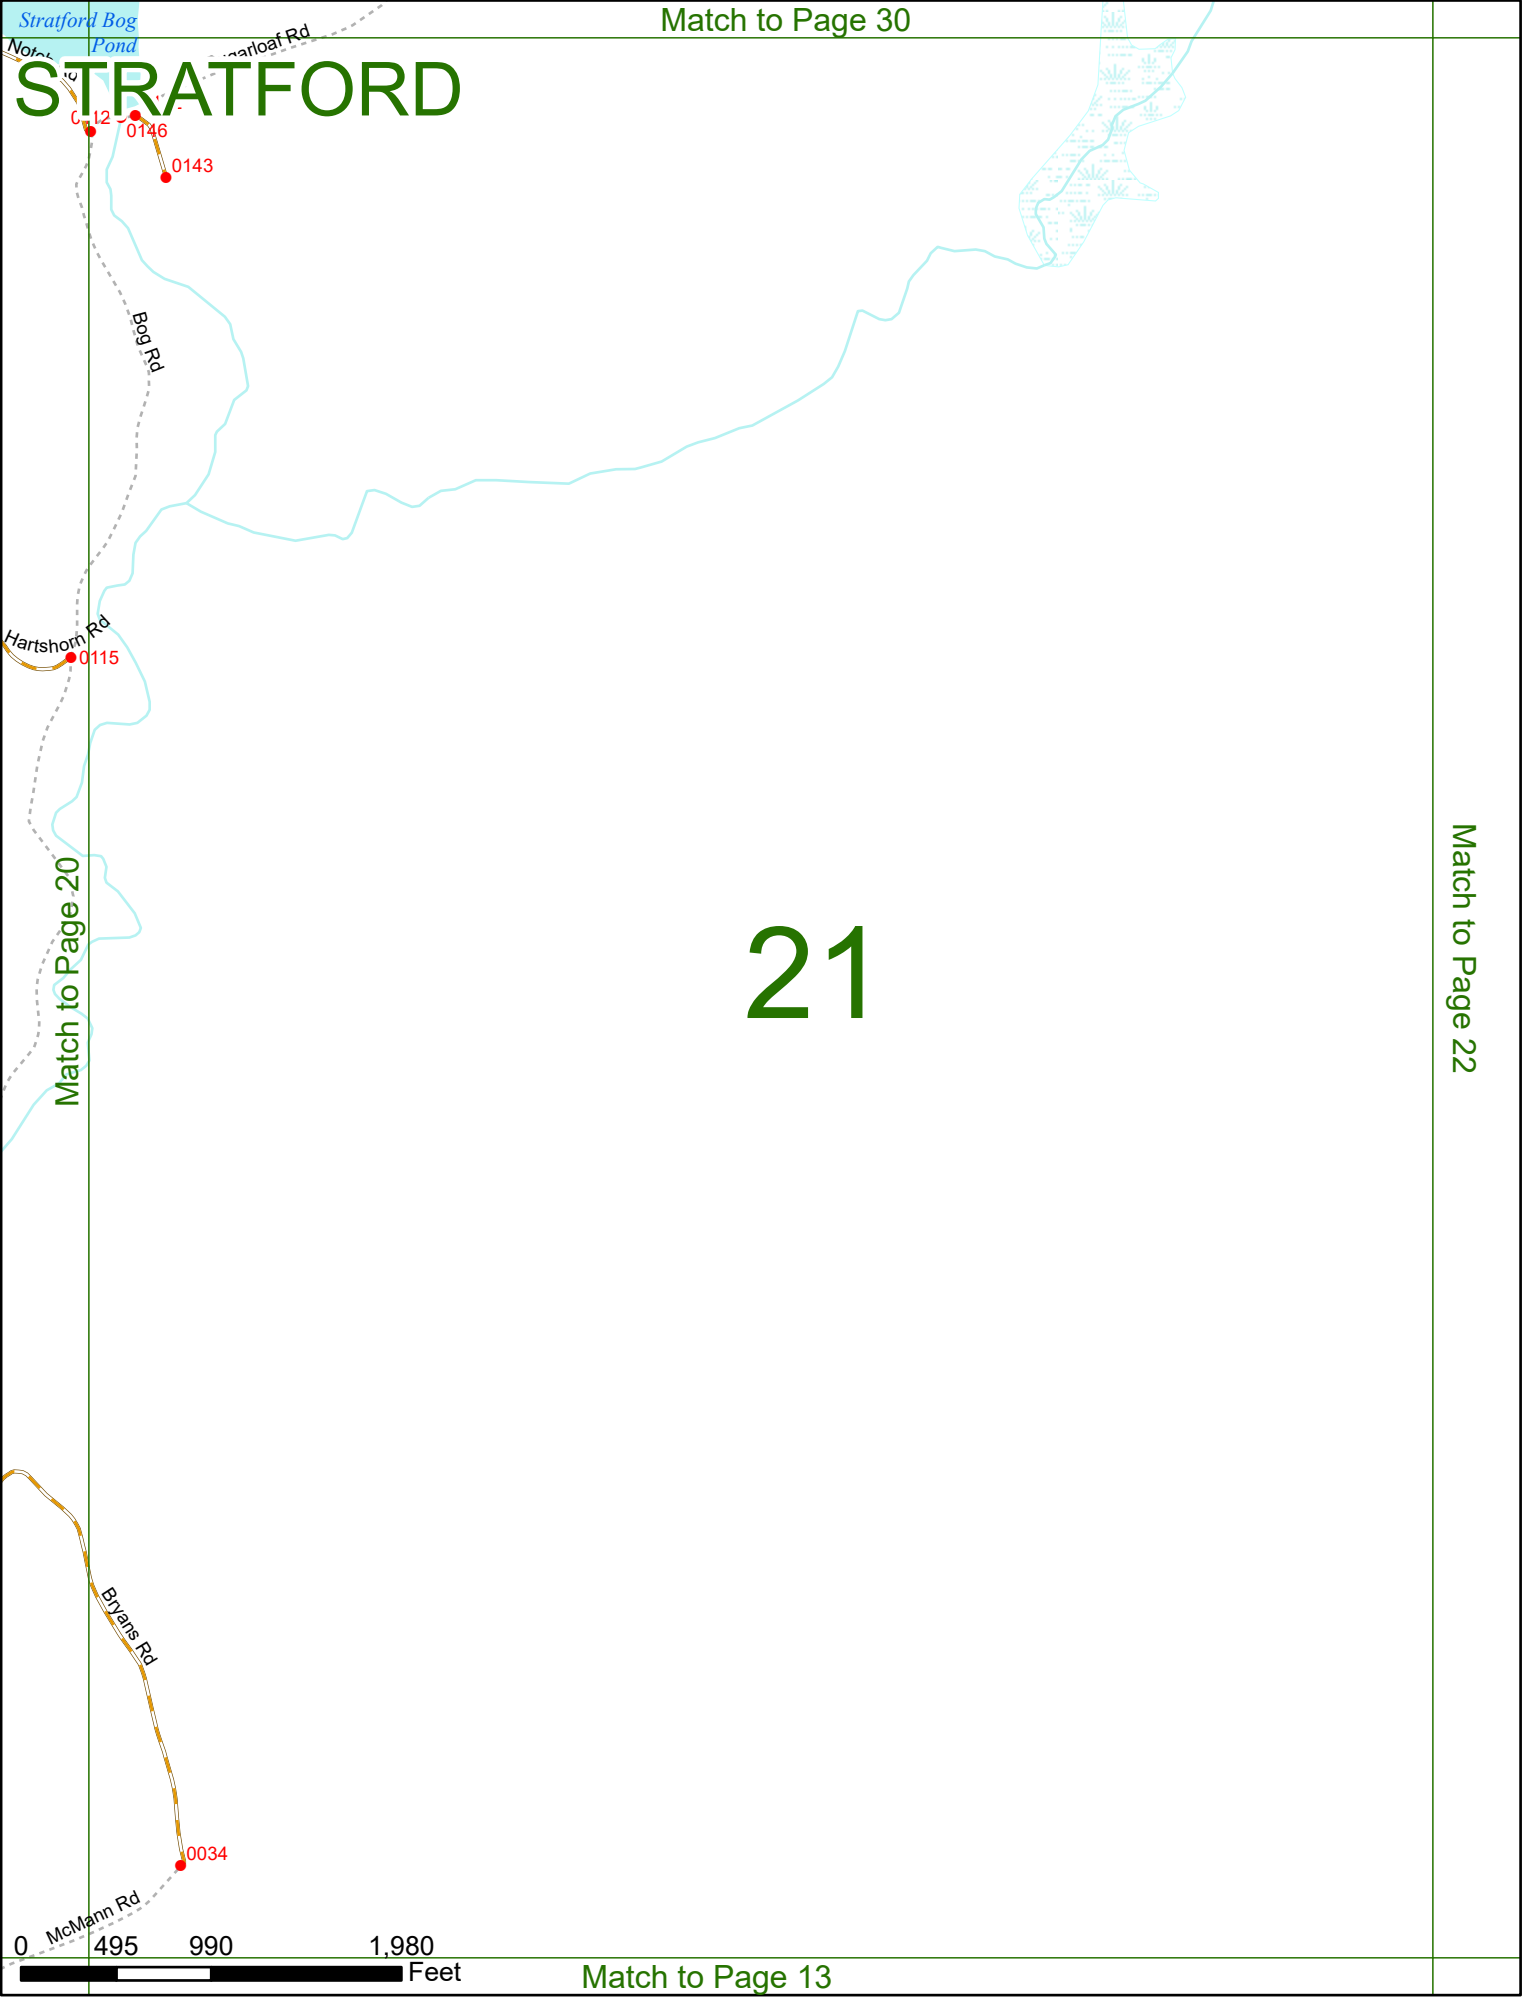 Match to Page 30
Stratford Bog
Pond
STRATFORD
0146
0143
Bog Rd
Hartshorn Rd
0115
Match to Page 20
21
Match to Page 22
Bryans Rd
0034
McMann Rd
0 495 990 1,980
Feet
Match to Page 13